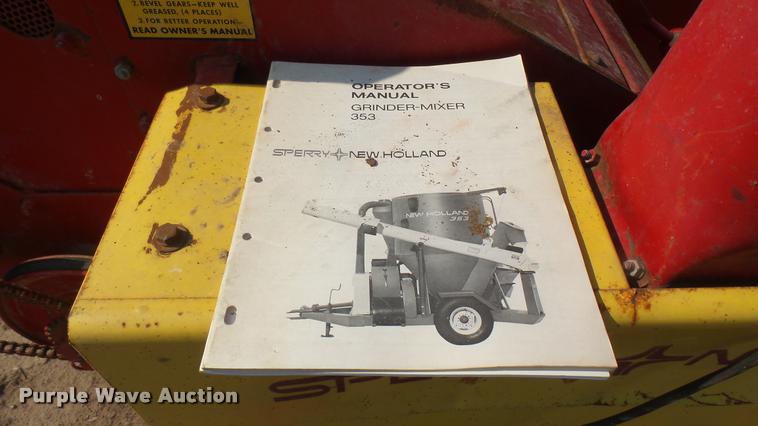 2. BEVEL GEARS—KEEP WELL
GREASED, (4 PLACES)
3. FOR BETTER OPERATION—
READ OWNER'S MANUAL
OPERATOR'S
MANUAL
GRINDER-MIXER
353
SPERRY NEW HOLLAND
NEW HOLLAND
353
Purple Wave Auction